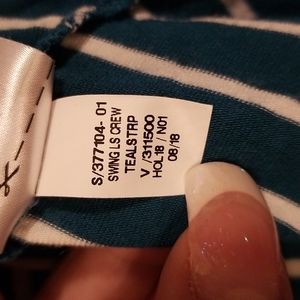 S/377104-01
SWING LS CREW
TEALSTRP
V /311500
HOL18 / N01
08/18